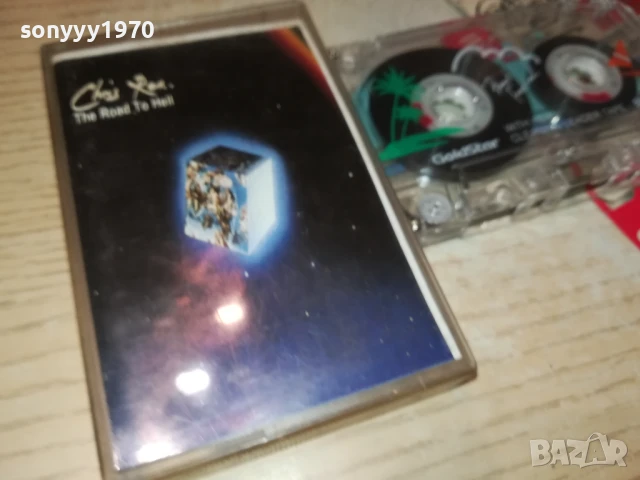 sonyyy1970
Chris Rea.
The Road To Hell
GoldStar
BAZAR